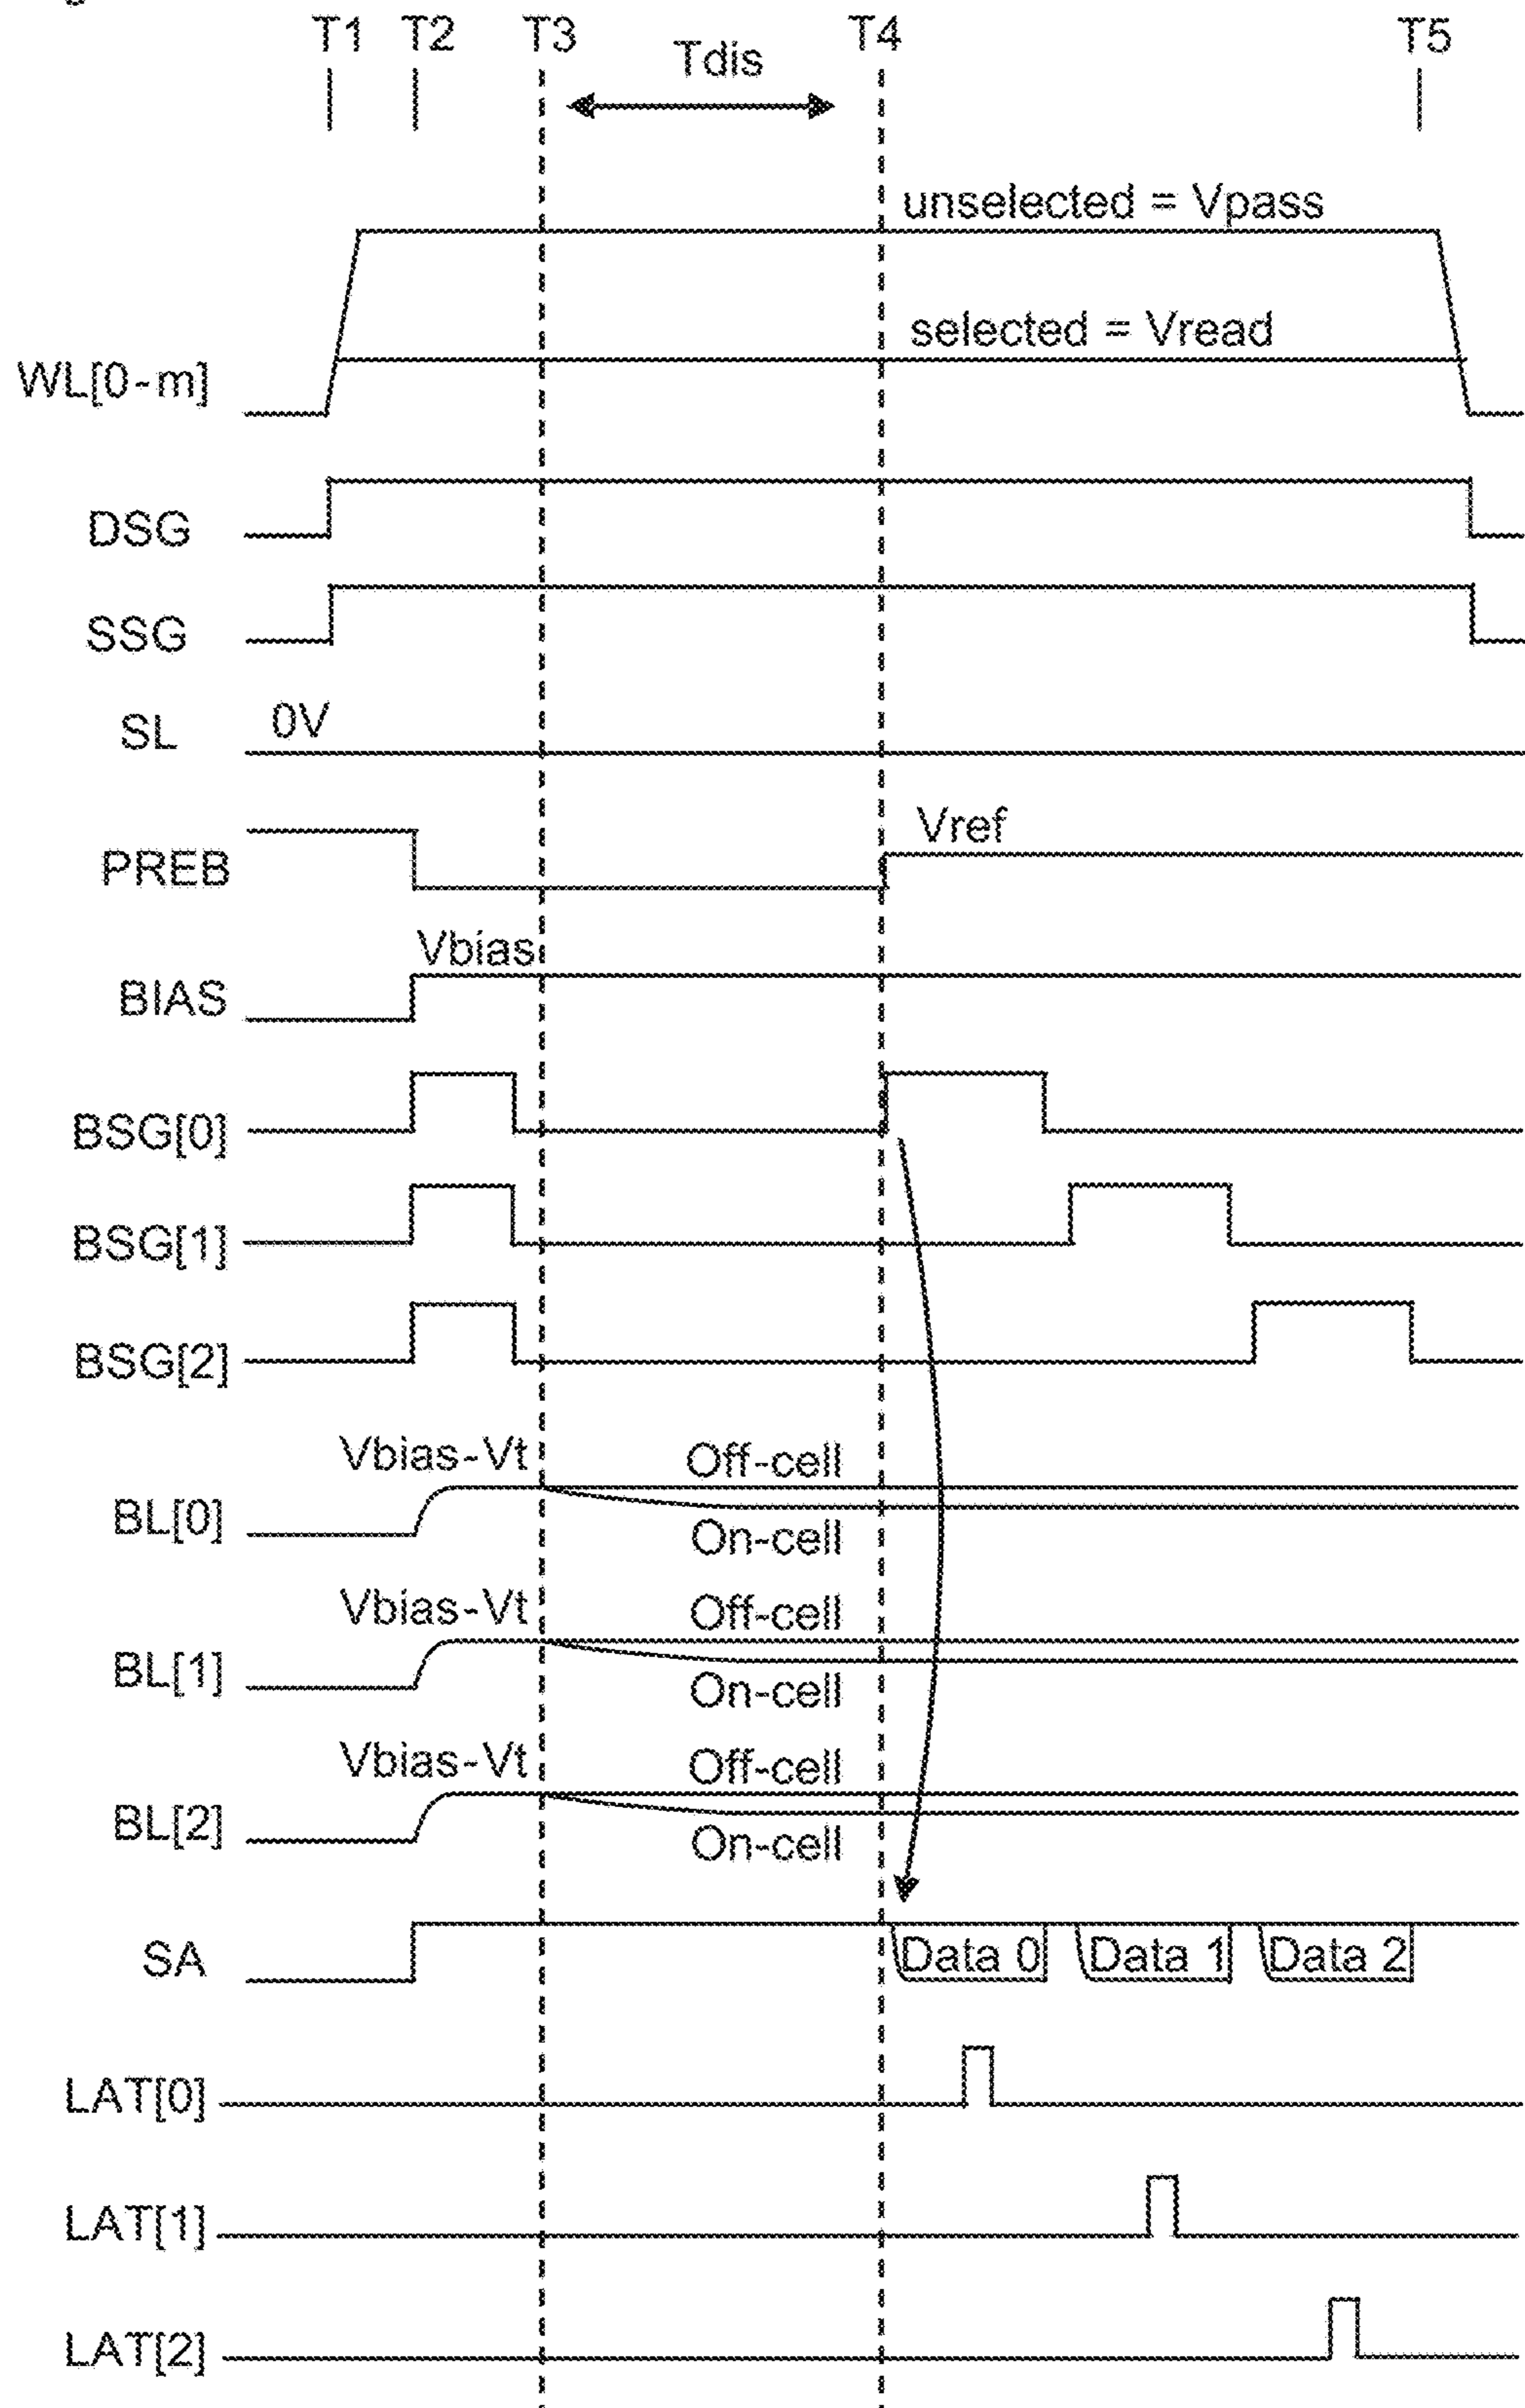 T1 T2 T3 T4 T5
Tdis
unselected = Vpass
selected = Vread
WL[0-m]
DSG
SSG
SL 0V
Vref
PREB
Vbias
BIAS
BSG[0]
BSG[1]
BSG[2]
Vbias-Vt Off-cell
BL[0]
On-cell
Vbias-Vt Off-cell
BL[1]
On-cell
Vbias-Vt Off-cell
BL[2]
On-cell
SA Data 0 Data 1 Data 2
LAT[0]
LAT[1]
LAT[2]